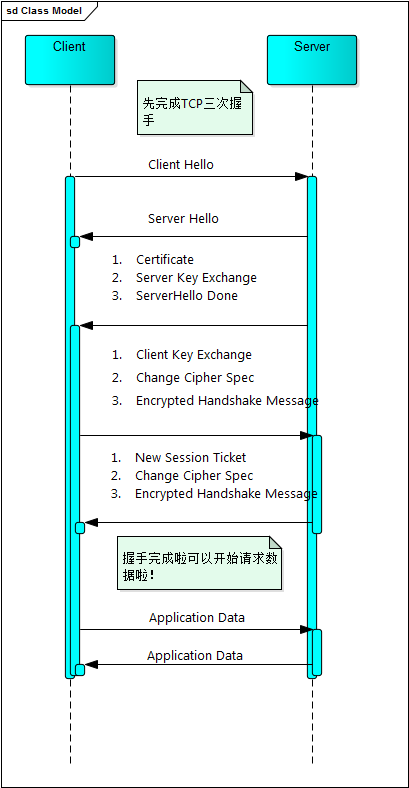 sd Class Model
Client
Server
先完成TCP三次握
手
Client Hello
Server Hello
1. Certificate
2. Server Key Exchange
3. ServerHello Done
1. Client Key Exchange
2. Change Cipher Spec
3. Encrypted Handshake Message
1. New Session Ticket
2. Change Cipher Spec
3. Encrypted Handshake Message
握手完成啦可以开始请求数
据啦！
Application Data
Application Data